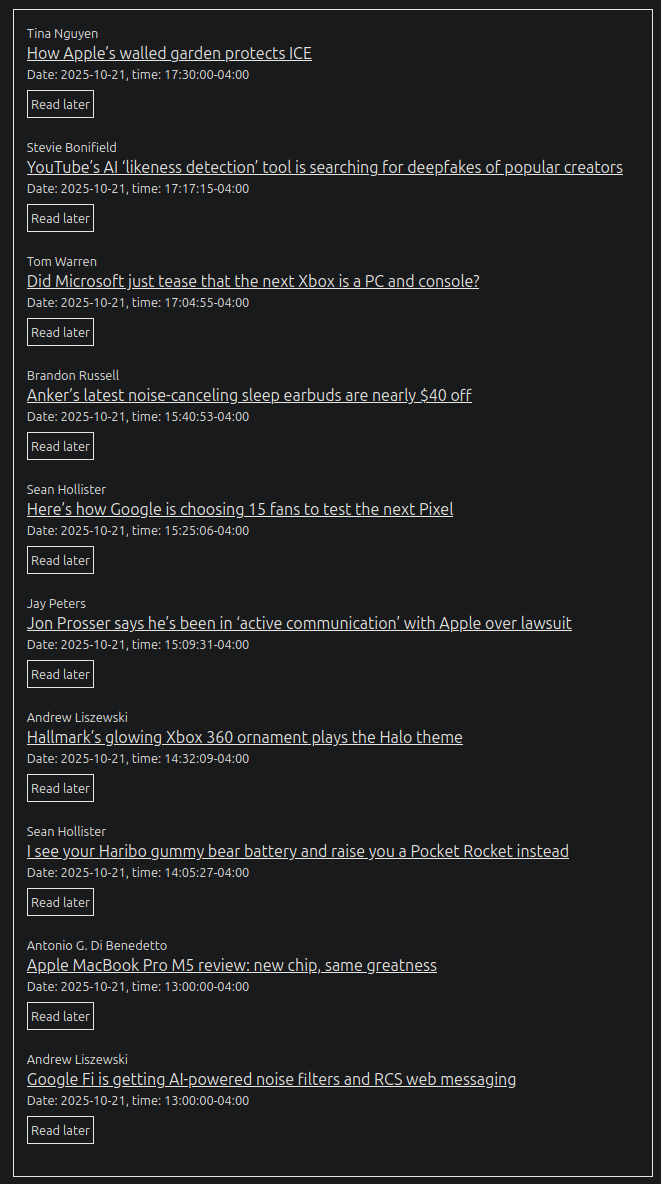 Tina Nguyen
How Apple’s walled garden protects ICE
Date: 2025-10-21, time: 17:30:00-04:00
Read later
Stevie Bonifield
YouTube’s AI ‘likeness detection’ tool is searching for deepfakes of popular creators
Date: 2025-10-21, time: 17:17:15-04:00
Read later
Tom Warren
Did Microsoft just tease that the next Xbox is a PC and console?
Date: 2025-10-21, time: 17:04:55-04:00
Read later
Brandon Russell
Anker’s latest noise-canceling sleep earbuds are nearly $40 off
Date: 2025-10-21, time: 15:40:53-04:00
Read later
Sean Hollister
Here’s how Google is choosing 15 fans to test the next Pixel
Date: 2025-10-21, time: 15:25:06-04:00
Read later
Jay Peters
Jon Prosser says he’s been in ‘active communication’ with Apple over lawsuit
Date: 2025-10-21, time: 15:09:31-04:00
Read later
Andrew Liszewski
Hallmark’s glowing Xbox 360 ornament plays the Halo theme
Date: 2025-10-21, time: 14:32:09-04:00
Read later
Sean Hollister
I see your Haribo gummy bear battery and raise you a Pocket Rocket instead
Date: 2025-10-21, time: 14:05:27-04:00
Read later
Antonio G. Di Benedetto
Apple MacBook Pro M5 review: new chip, same greatness
Date: 2025-10-21, time: 13:00:00-04:00
Read later
Andrew Liszewski
Google Fi is getting AI-powered noise filters and RCS web messaging
Date: 2025-10-21, time: 13:00:00-04:00
Read later